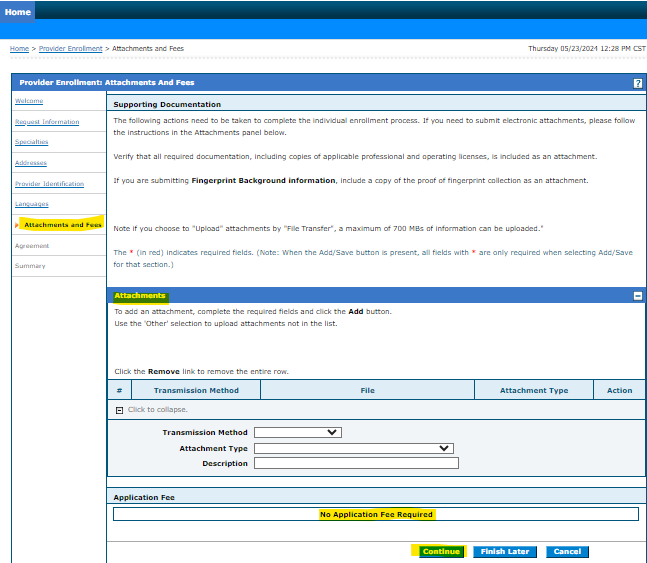 Home
Home > Provider Enrollment > Attachments and Fees
Thursday 05/23/2024 12:28 PM CST
Provider Enrollment: Attachments And Fees
?
Welcome
Request Information
Specialties
Addresses
Provider Identification
Languages
Attachments and Fees
Agreement
Summary
Supporting Documentation
The following actions need to be taken to complete the individual enrollment process. If you need to submit electronic attachments, please follow
the instructions in the Attachments panel below.
Verify that all required documentation, including copies of applicable professional and operating licenses, is included as an attachment.
If you are submitting Fingerprint Background information, include a copy of the proof of fingerprint collection as an attachment.
Note if you choose to "Upload" attachments by "File Transfer", a maximum of 700 MBs of information can be uploaded."
The * (in red) indicates required fields. (Note: When the Add/Save button is present, all fields with * are only required when selecting Add/Save
for that section.)
Attachments
To add an attachment, complete the required fields and click the Add button.
Use the 'Other' selection to upload attachments not in the list.
Click the Remove link to remove the entire row.
# Transmission Method File Attachment Type Action
Click to collapse.
Transmission Method
Attachment Type
Description
Application Fee
No Application Fee Required
Continue Finish Later Cancel